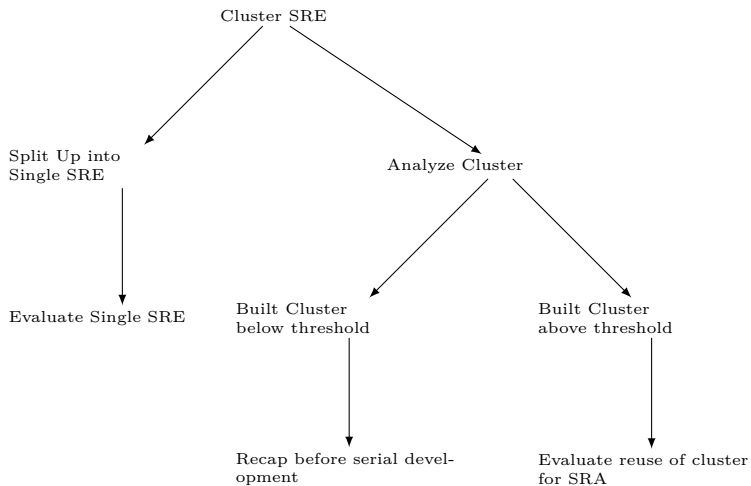 Cluster SRE
Split Up into
Single SRE
Analyze Cluster
Evaluate Single SRE
Built Cluster
below threshold
Built Cluster
above threshold
Recap before serial devel-
opment
Evaluate reuse of cluster
for SRA